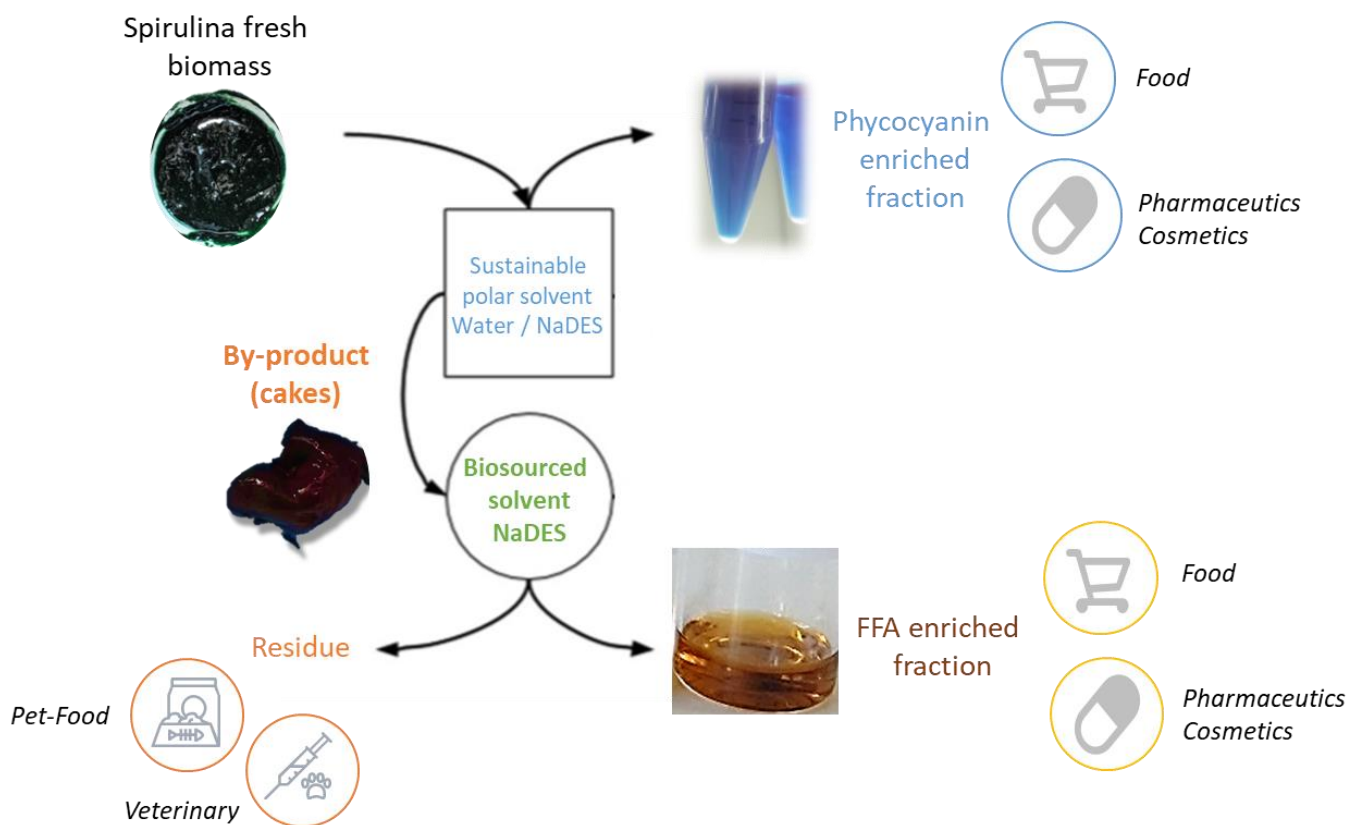 Spirulina fresh
biomass
Phycocyanin
enriched
fraction
Food
Pharmaceutics
Cosmetics
Sustainable
polar solvent
Water / NaDES
By-product
(cakes)
Biosourced
solvent
NaDES
Residue
FFA enriched
fraction
Food
Pharmaceutics
Cosmetics
Pet-Food
Veterinary